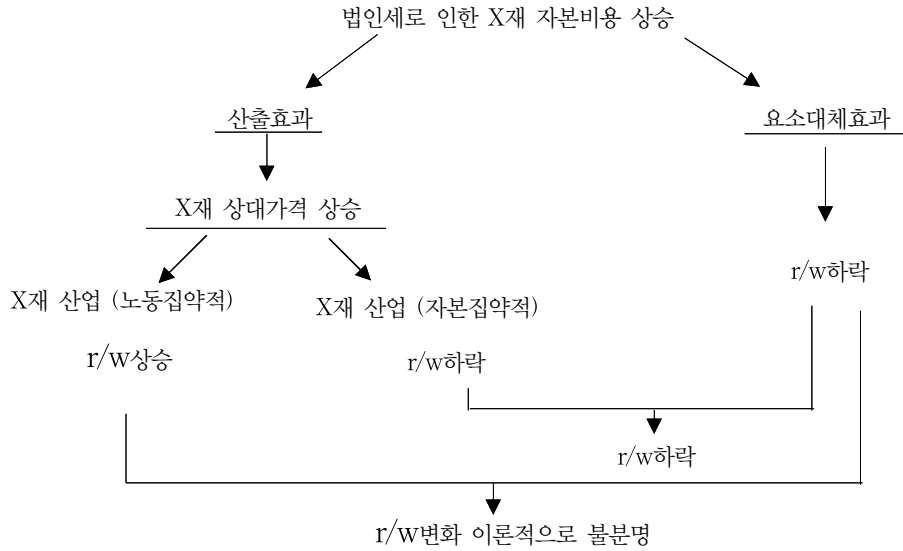 법인세로 인한 X재 자본비용 상승
산출효과
요소대체효과
X재 상대가격 상승
r/w하락
X재 산업 (노동집약적)
X재 산업 (자본집약적)
r/w상승
r/w하락
r/w하락
r/w변화 이론적으로 불분명